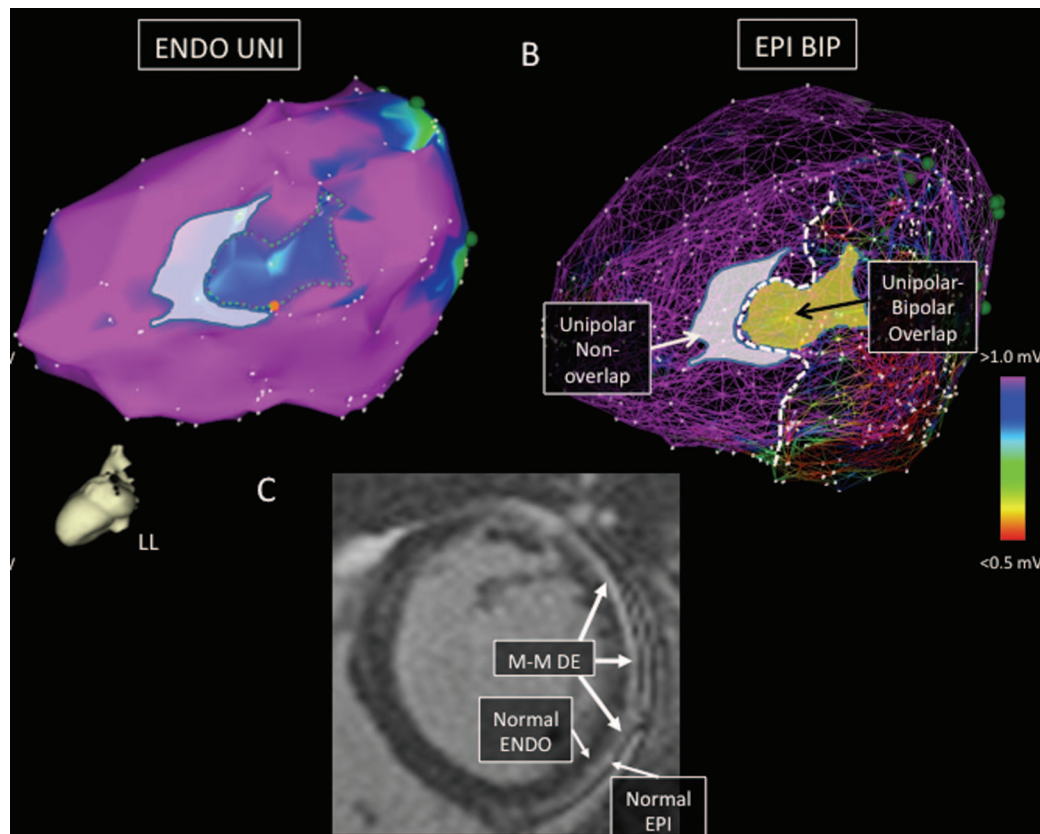 ENDO UNI
B
EPI BIP
Unipolar
Non-
overlap
Unipolar-
Bipolar
Overlap
>1.0 mV
<0.5 mV
LL
C
M-M DE
Normal
ENDO
Normal
EPI